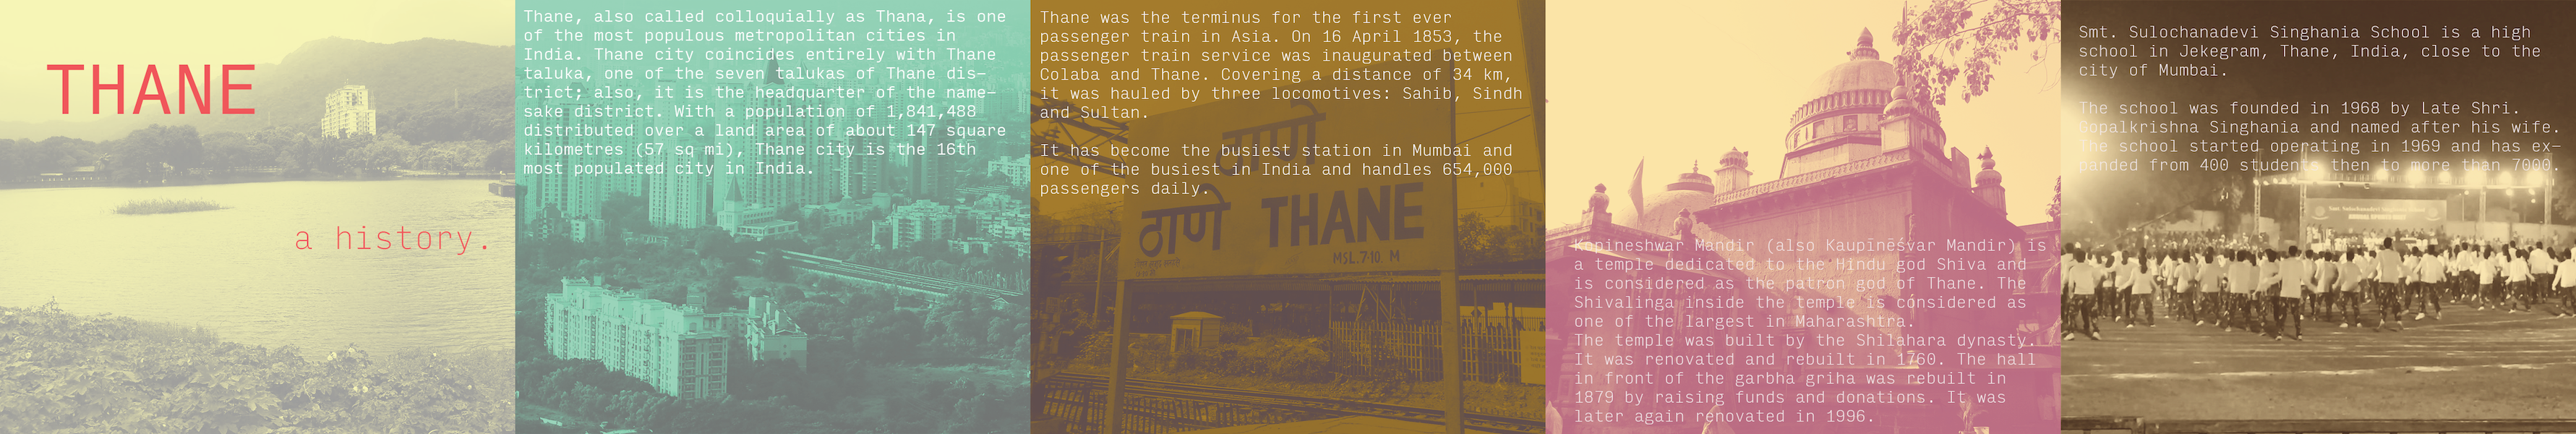 THANE
a history.
Thane, also called colloquially as Thana, is one
of the most populous metropolitan cities in
India. Thane city coincides entirely with Thane
taluka, one of the seven talukas of Thane dis-
trict; also, it is the headquarter of the name-
sake district. With a population of 1,841,488
distributed over a land area of about 147 square
kilometres (57 sq mi), Thane city is the 16th
most populated city in India.
Thane was the terminus for the first ever
passenger train in Asia. On 16 April 1853, the
passenger train service was inaugurated between
Colaba and Thane. Covering a distance of 34 km,
it was hauled by three locomotives: Sahib, Sindh
and Sultan.
It has become the busiest station in Mumbai and
one of the busiest in India and handles 654,000
passengers daily.
ठाणे
ठाणे THANE
MSL.7·10 M
Kopineshwar Mandir (also Kaupīnēśvar Mandir) is
a temple dedicated to the Hindu god Shiva and
is considered as the patron god of Thane. The
Shivalinga inside the temple is considered as
one of the largest in Maharashtra.
The temple was built by the Shilahara dynasty.
It was renovated and rebuilt in 1760. The hall
in front of the garbha griha was rebuilt in
1879 by raising funds and donations. It was
later again renovated in 1996.
Smt. Sulochanadevi Singhania School is a high
school in Jekegram, Thane, India, close to the
city of Mumbai.
The school was founded in 1968 by Late Shri.
Gopalkrishna Singhania and named after his wife.
The school started operating in 1969 and has ex-
panded from 400 students then to more than 7000.
Smt. Sulochanadevi Singhania School